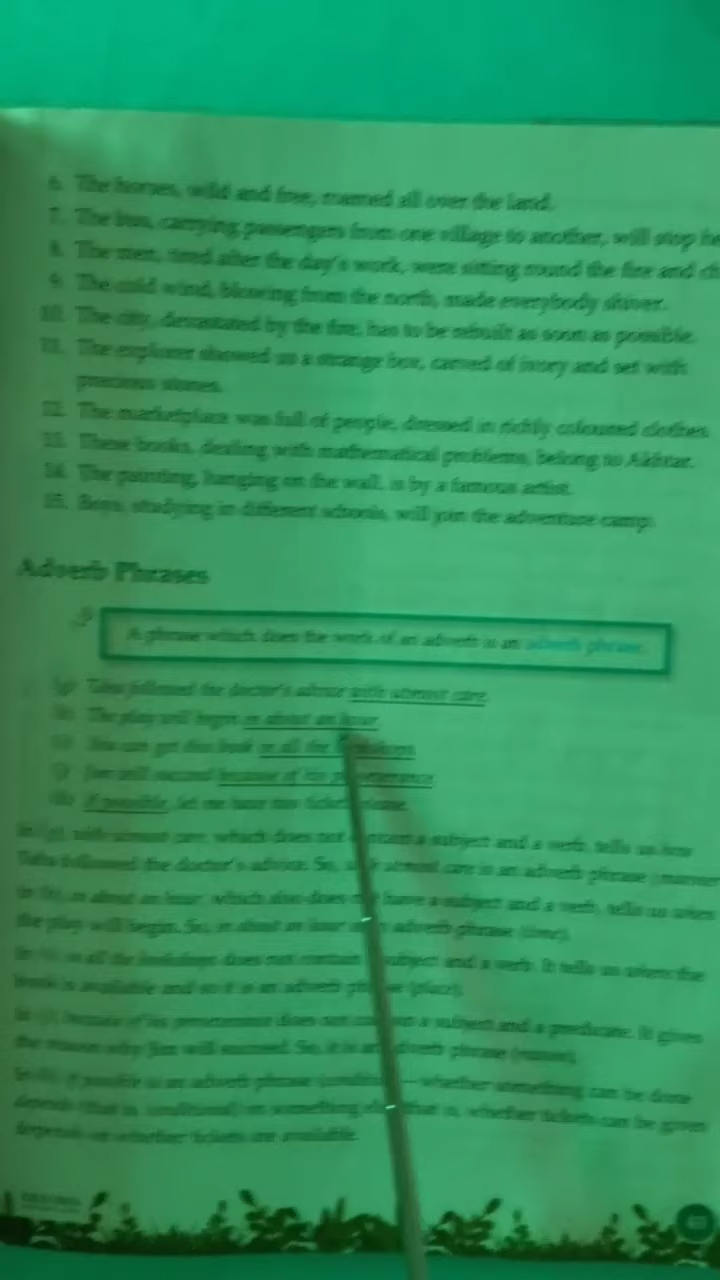 6. The horses, wild and free, roamed all over the land.
7. The bus, carrying passengers from one village to another, will stop
8. The men, tired after the day's work, were sitting round the fire and
9. The cold wind, blowing from the north, made everybody shiver.
10. The city, devastated by the fire, has to be rebuilt as soon as possible.
11. The explorer showed us a strange box, carved of ivory and set with
precious stones.
12. The marketplace was full of people, dressed in richly coloured clothes.
13. These books, dealing with mathematical problems, belong to Akbar.
14. The painting, hanging on the wall, is by a famous artist.
15. Boys, studying in different schools, will join the adventure camp.
Adverb Phrases
A phrase which does the work of an adverb is an adverb phrase.
followed the doctor's advice with utmost care.
The play will begin in about an hour.
You can get this book in all the
Jim will succeed because of his perseverance
If possible, let me have two tickets please.
with utmost care, which does not a subject and a verb, tells us how
followed the doctor's advice. So, utmost care is an adverb phrase
in about an hour, which also does have a subject and a verb, tells us when
the play will begin. So, in about an hour adverb phrase (time).
in all the bookshops does not contain subject and a verb. It tells us where the
book is available and so it is an adverb (place).
because of his perseverance does not a subject and a predicate. It gives
the reason why Jim will succeed. So, it is an adverb phrase (reason).
if possible is an adverb phrase — whether something can be done
depends (that is, conditional) on something that is, whether tickets can be given
depends on whether tickets are available.